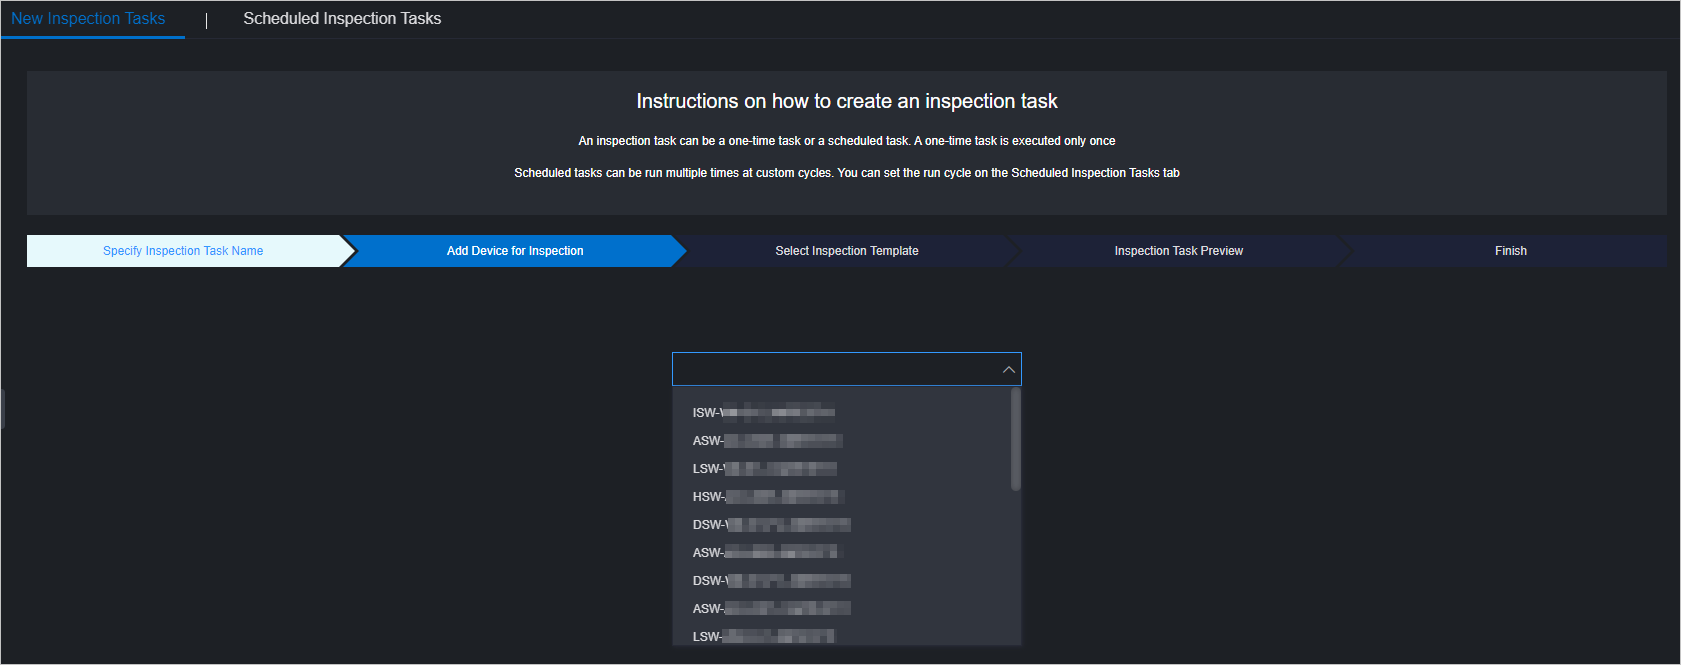 New Inspection Tasks | Scheduled Inspection Tasks
Instructions on how to create an inspection task
An inspection task can be a one-time task or a scheduled task. A one-time task is executed only once
Scheduled tasks can be run multiple times at custom cycles. You can set the run cycle on the Scheduled Inspection Tasks tab
Specify Inspection Task Name Add Device for Inspection Select Inspection Template Inspection Task Preview Finish
ISW-
ASW-
LSW-
HSW-
DSW-
ASW-
DSW-
ASW-
LSW-